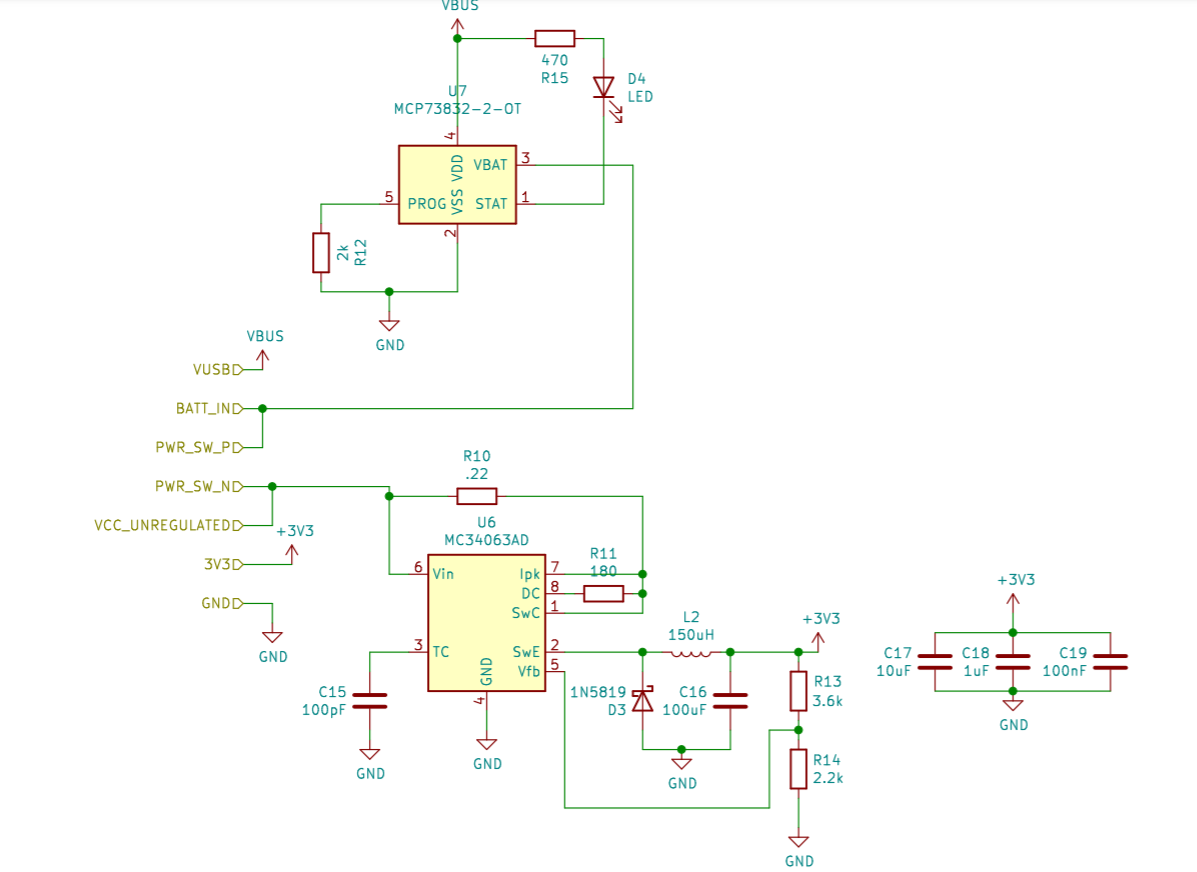 VBUS
470
R15
D4
LED
U7
MCP73832-2-OT
4
VDD
VBAT
3
5
PROG
VSS
STAT
1
2
2k
R12
GND
VBUS
VUSB
BATT_IN
PWR_SW_P
R10
.22
PWR_SW_N
VCC_UNREGULATED
+3V3
3V3
GND
GND
U6
MC34063AD
6
Vin
Ipk
7
R11
180
DC
8
SwC
1
3
TC
SwE
2
Vfb
5
GND
4
GND
C15
100pF
GND
L2
150uH
+3V3
1N5819
D3
C16
100uF
GND
R13
3.6k
R14
2.2k
GND
+3V3
C17
10uF
C18
1uF
C19
100nF
GND